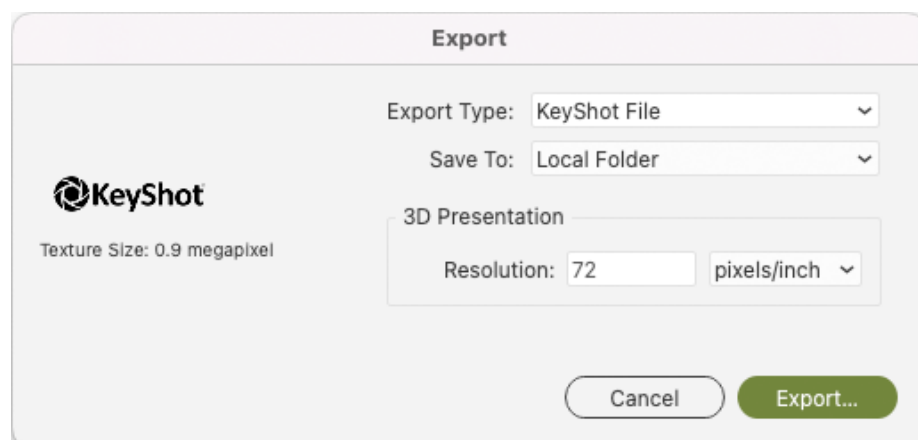 Export
Export Type: KeyShot File
Save To: Local Folder
KeyShot
Texture Size: 0.9 megapixel
3D Presentation
Resolution: 72 pixels/inch
Cancel Export...